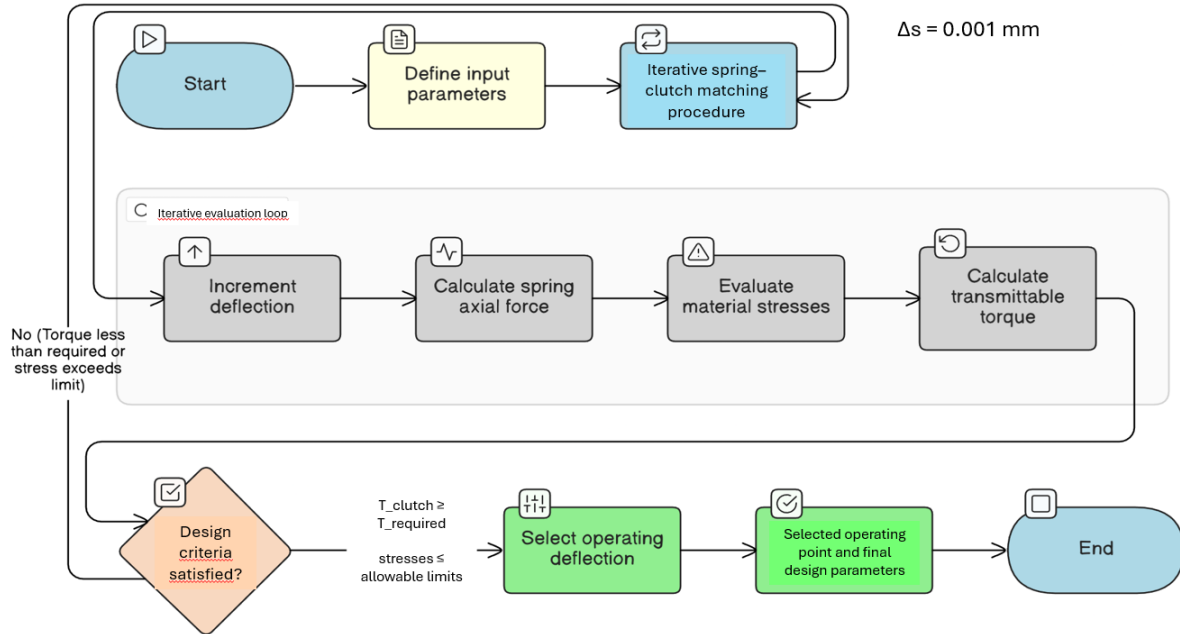 Δs = 0.001 mm
Start
Define input
parameters
Iterative spring–
clutch matching
procedure
Iterative evaluation loop
Increment
deflection
Calculate spring
axial force
Evaluate
material stresses
Calculate
transmittable
torque
No (Torque less
than required or
stress exceeds
limit)
Design
criteria
satisfied?
T_clutch ≥
T_required
stresses ≤
allowable limits
Select operating
deflection
Selected operating
point and final
design parameters
End